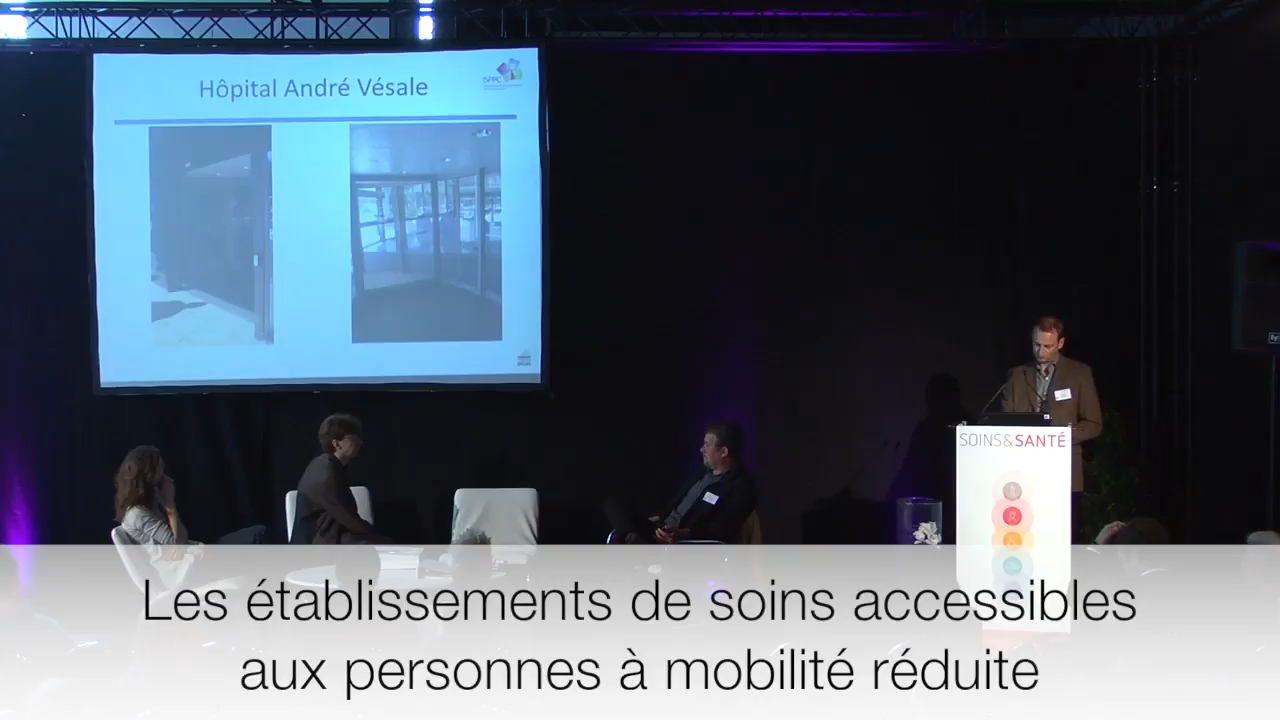 Hôpital André Vésale
SOINS&SANTÉ
Les établissements de soins accessibles
aux personnes à mobilité réduite